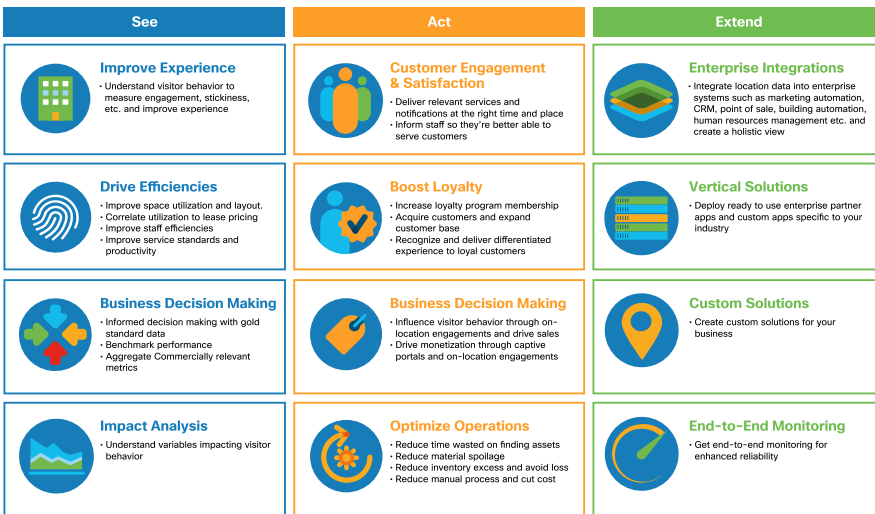 See
Improve Experience
· Understand visitor behavior to
measure engagement, stickiness,
etc. and improve experience
Drive Efficiencies
· Improve space utilization and layout.
· Correlate utilization to lease pricing
· Improve staff efficiencies
· Improve service standards and
productivity
Business Decision Making
· Informed decision making with gold
standard data
· Benchmark performance
· Aggregate Commercially relevant
metrics
Impact Analysis
· Understand variables impacting visitor
behavior
Act
Customer Engagement
& Satisfaction
· Deliver relevant services and
notifications at the right time and place
· Inform staff so they're better able to
serve customers
Boost Loyalty
· Increase loyalty program membership
· Acquire customers and expand
customer base
· Recognize and deliver differentiated
experience to loyal customers
Business Decision Making
· Influence visitor behavior through on-
location engagements and drive sales
· Drive monetization through captive
portals and on-location engagements
Optimize Operations
· Reduce time wasted on finding assets
· Reduce material spoilage
· Reduce inventory excess and avoid loss
· Reduce manual process and cut cost
Extend
Enterprise Integrations
· Integrate location data into enterprise
systems such as marketing automation,
CRM, point of sale, building automation,
human resources management etc. and
create a holistic view
Vertical Solutions
· Deploy ready to use enterprise partner
apps and custom apps specific to your
industry
Custom Solutions
· Create custom solutions for your
business
End-to-End Monitoring
· Get end-to-end monitoring for
enhanced reliability